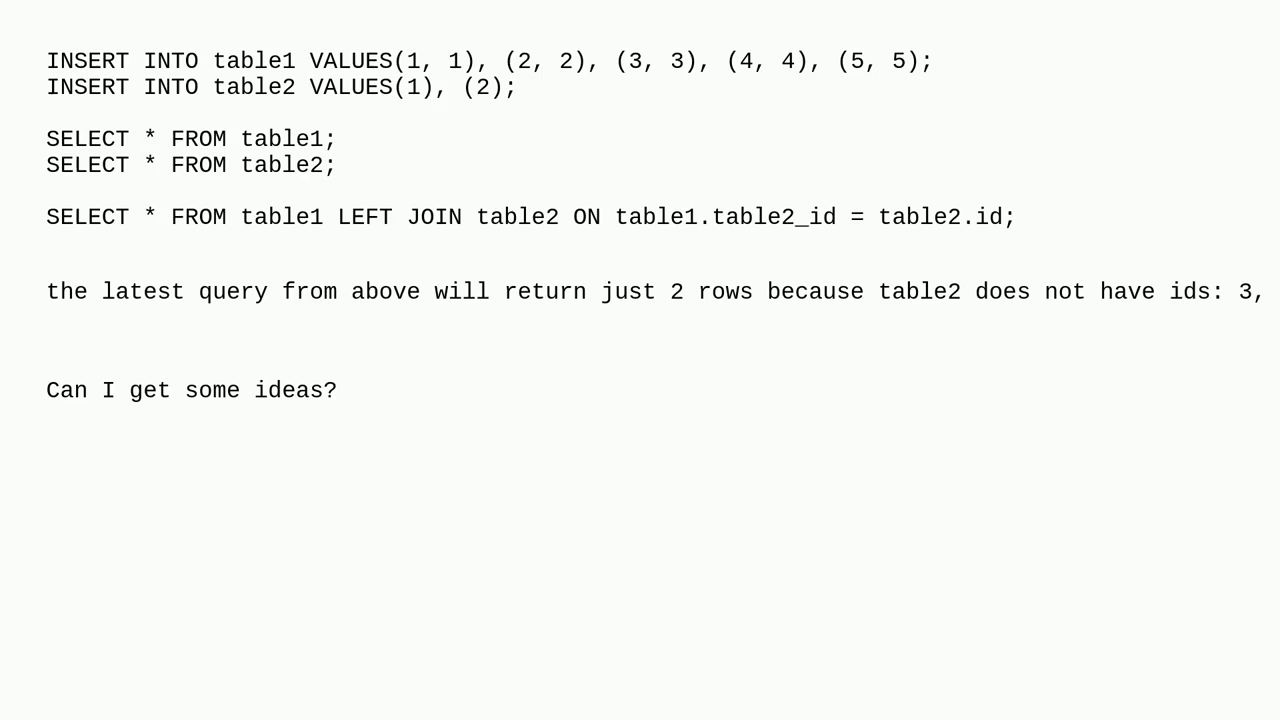 INSERT INTO table1 VALUES(1, 1), (2, 2), (3, 3), (4, 4), (5, 5);
INSERT INTO table2 VALUES(1), (2);
SELECT * FROM table1;
SELECT * FROM table2;
SELECT * FROM table1 LEFT JOIN table2 ON table1.table2_id = table2.id;
the latest query from above will return just 2 rows because table2 does not have ids: 3,
Can I get some ideas?